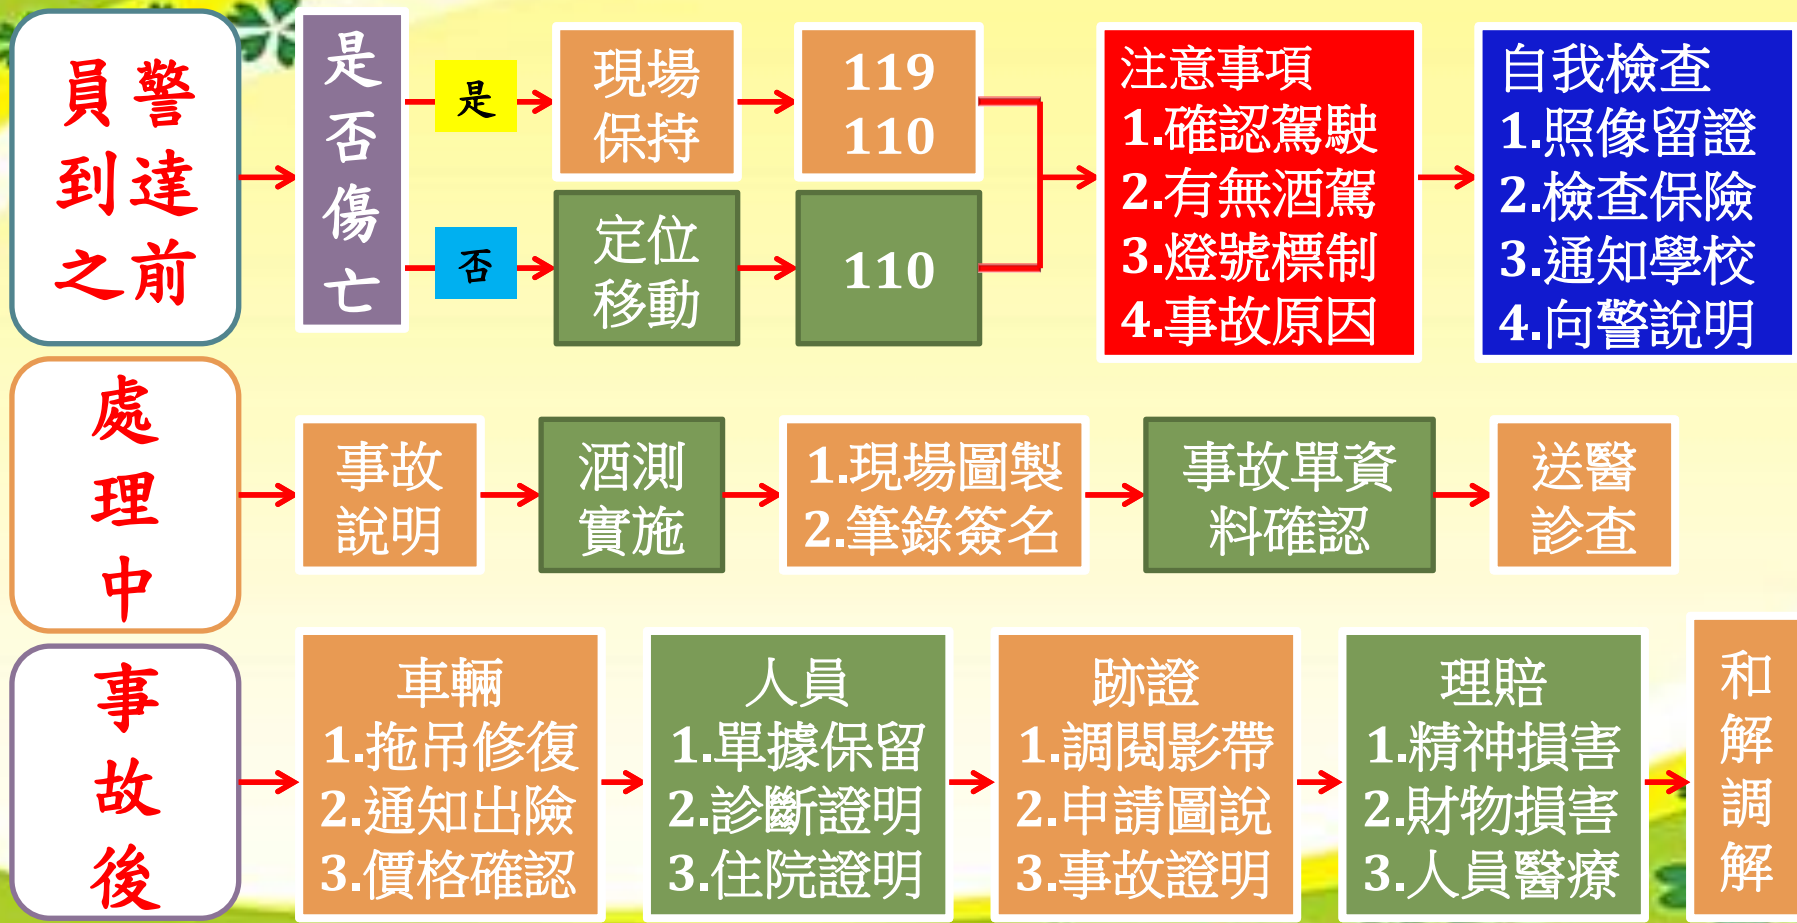 員警
到達
之前
是否傷亡
是
現場
保持
119
110
否
定位
移動
110
注意事項
1.確認駕駛
2.有無酒駕
3.燈號標制
4.事故原因
自我檢查
1.照像留證
2.檢查保險
3.通知學校
4.向警說明
處理中
事故
說明
酒測
實施
1.現場圖製
2.筆錄簽名
事故單資
料確認
送醫
診查
事故後
車輛
1.拖吊修復
2.通知出險
3.價格確認
人員
1.單據保留
2.診斷證明
3.住院證明
跡證
1.調閱影帶
2.申請圖說
3.事故證明
理賠
1.精神損害
2.財物損害
3.人員醫療
和解調解